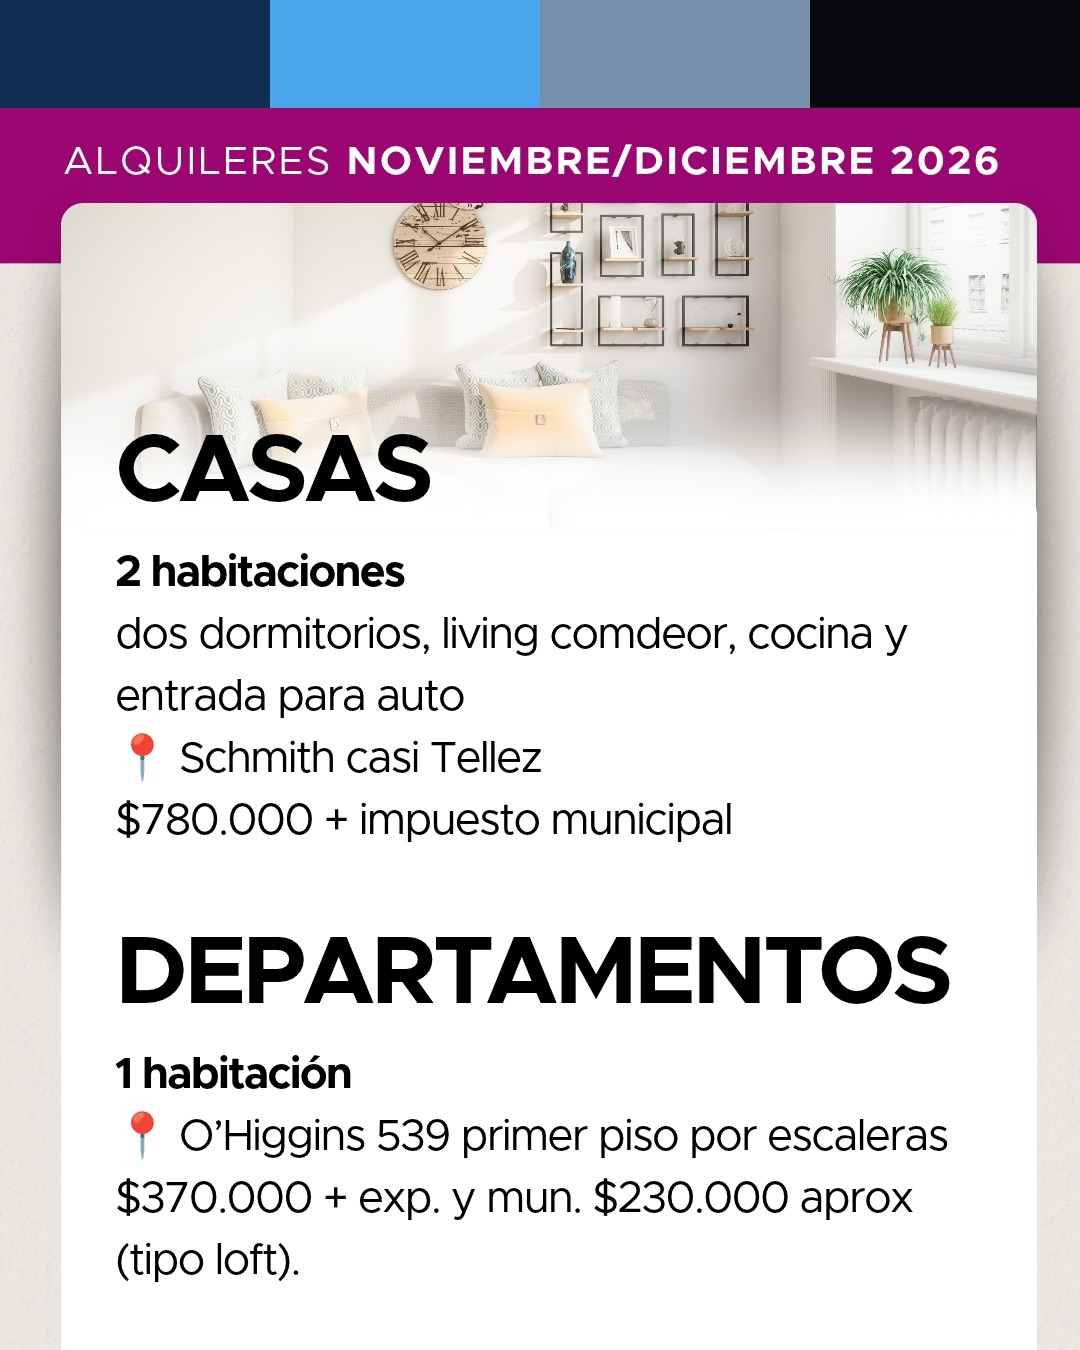 ALQUILERES NOVIEMBRE/DICIEMBRE 2026
CASAS
2 habitaciones
dos dormitorios, living comdeor, cocina y
entrada para auto
📍 Schmith casi Tellez
$780.000 + impuesto municipal
DEPARTAMENTOS
1 habitación
📍 O’Higgins 539 primer piso por escaleras
$370.000 + exp. y mun. $230.000 aprox
(tipo loft).